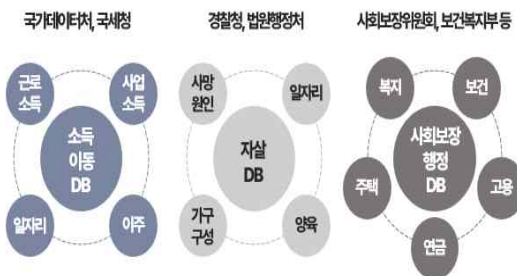 국가데이터처, 국세청
근로
소득
사업
소득
소득
이동
DB
일자리
이주
경찰청, 법원행정처
사망
원인
일자리
자살
DB
가구
구성
양육
사회보장위원회, 보건복지부 등
복지
보건
사회보장
행정
DB
주택
고용
연금